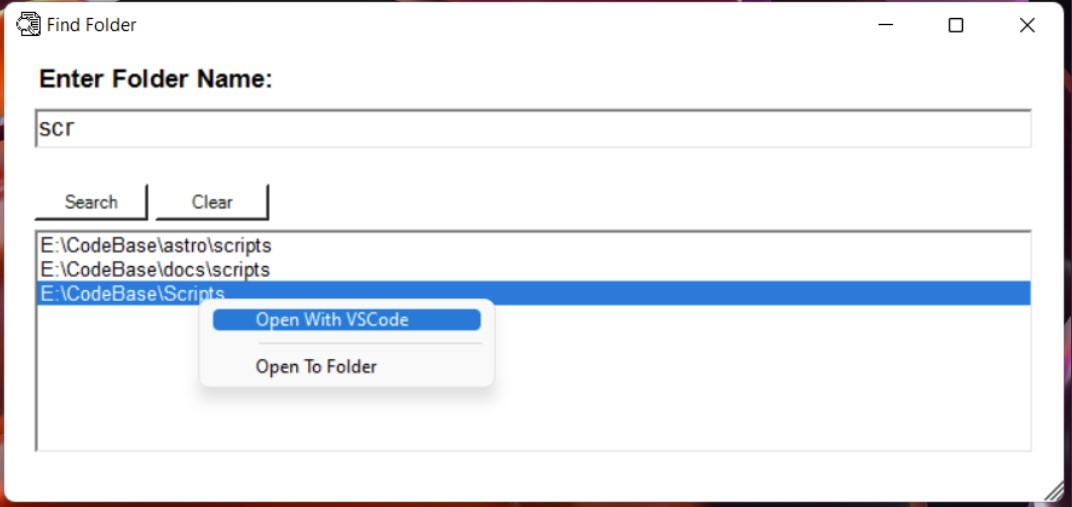 Find Folder
Enter Folder Name:
scr
Search Clear
E:\CodeBase\astro\scripts
E:\CodeBase\docs\scripts
E:\CodeBase\Scripts
Open With VSCode
Open To Folder